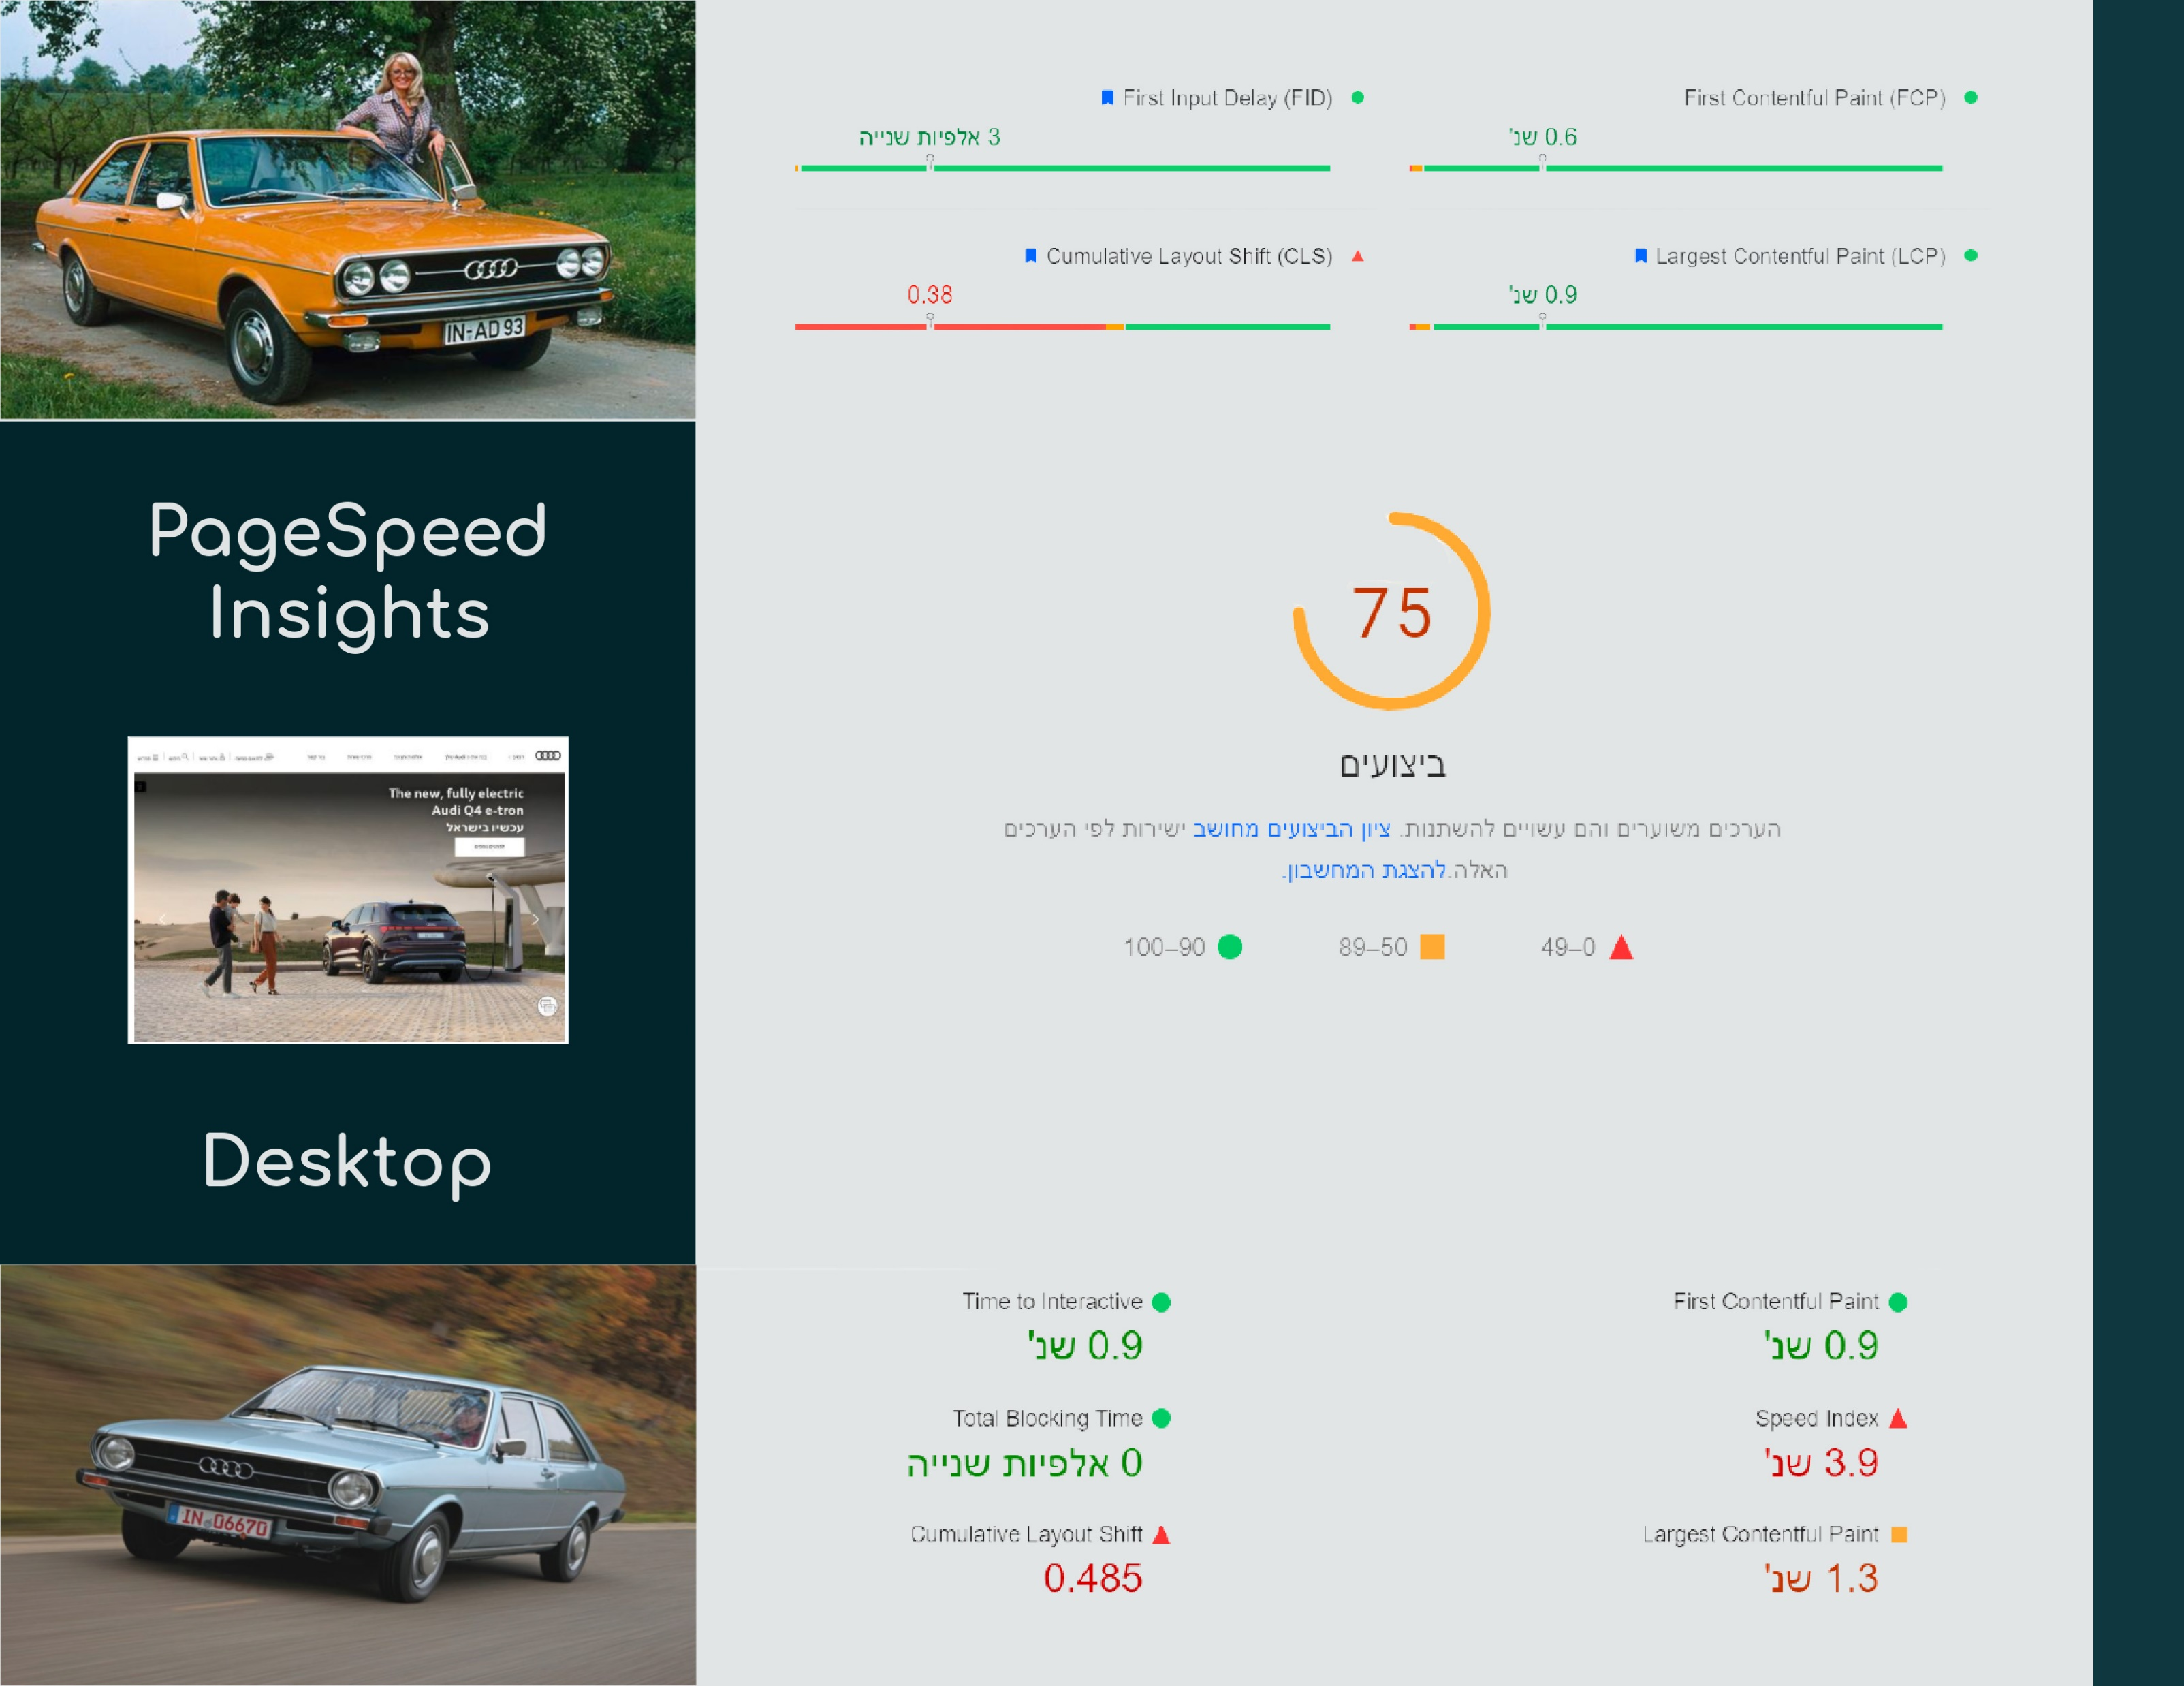 IN-AD 93
PageSpeed
Insights
The new, fully electric
Audi Q4 e-tron
עכשיו בישראל
Desktop
IN 06670
First Contentful Paint (FCP)
0.6 שנ'
First Input Delay (FID)
3 אלפיות שנייה
Largest Contentful Paint (LCP)
0.9 שנ'
Cumulative Layout Shift (CLS)
0.38
75
ביצועים
הערכים משוערים והם עשויים להשתנות. ציון הביצועים מחושב ישירות לפי הערכים
האלה.להצגת המחשבון.
49–0
89–50
100–90
First Contentful Paint
0.9 שנ'
Time to Interactive
0.9 שנ'
Speed Index
3.9 שנ'
Total Blocking Time
0 אלפיות שנייה
Largest Contentful Paint
1.3 שנ'
Cumulative Layout Shift
0.485